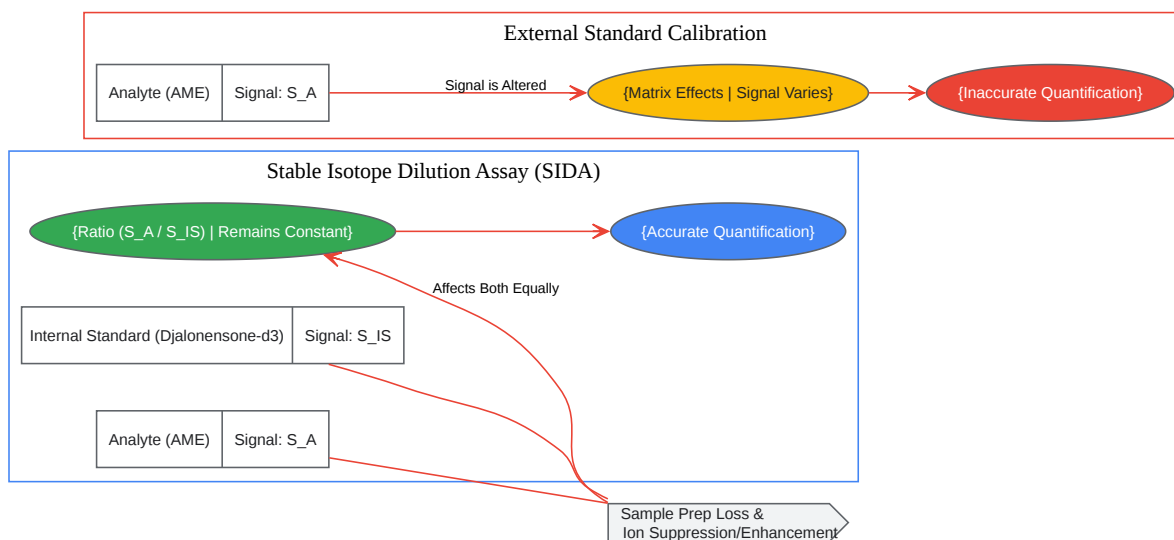 External Standard Calibration
Analyte (AME) Signal: S_A
Signal is Altered
{Matrix Effects | Signal Varies}
{Inaccurate Quantification}
Stable Isotope Dilution Assay (SIDA)
{Ratio (S_A / S_IS) | Remains Constant}
{Accurate Quantification}
Affects Both Equally
Internal Standard (Djalonensone-d3) Signal: S_IS
Analyte (AME) Signal: S_A
Sample Prep Loss &
Ion Suppression/Enhancement